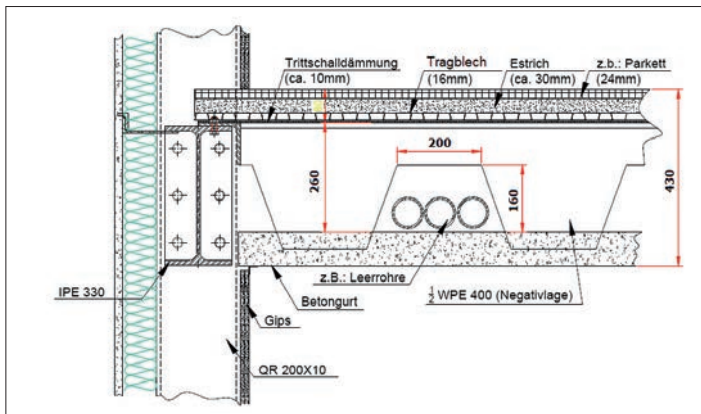 Trittschalldämmung
(ca. 10mm)
Tragblech
(16mm)
Estrich
(ca. 30mm)
z.b.: Parkett
(24mm)
200
260
160
430
IPE 330
z.B.: Leerrohre
Betongurt
½ WPE 400 (Negativlage)
Gips
QR 200X10